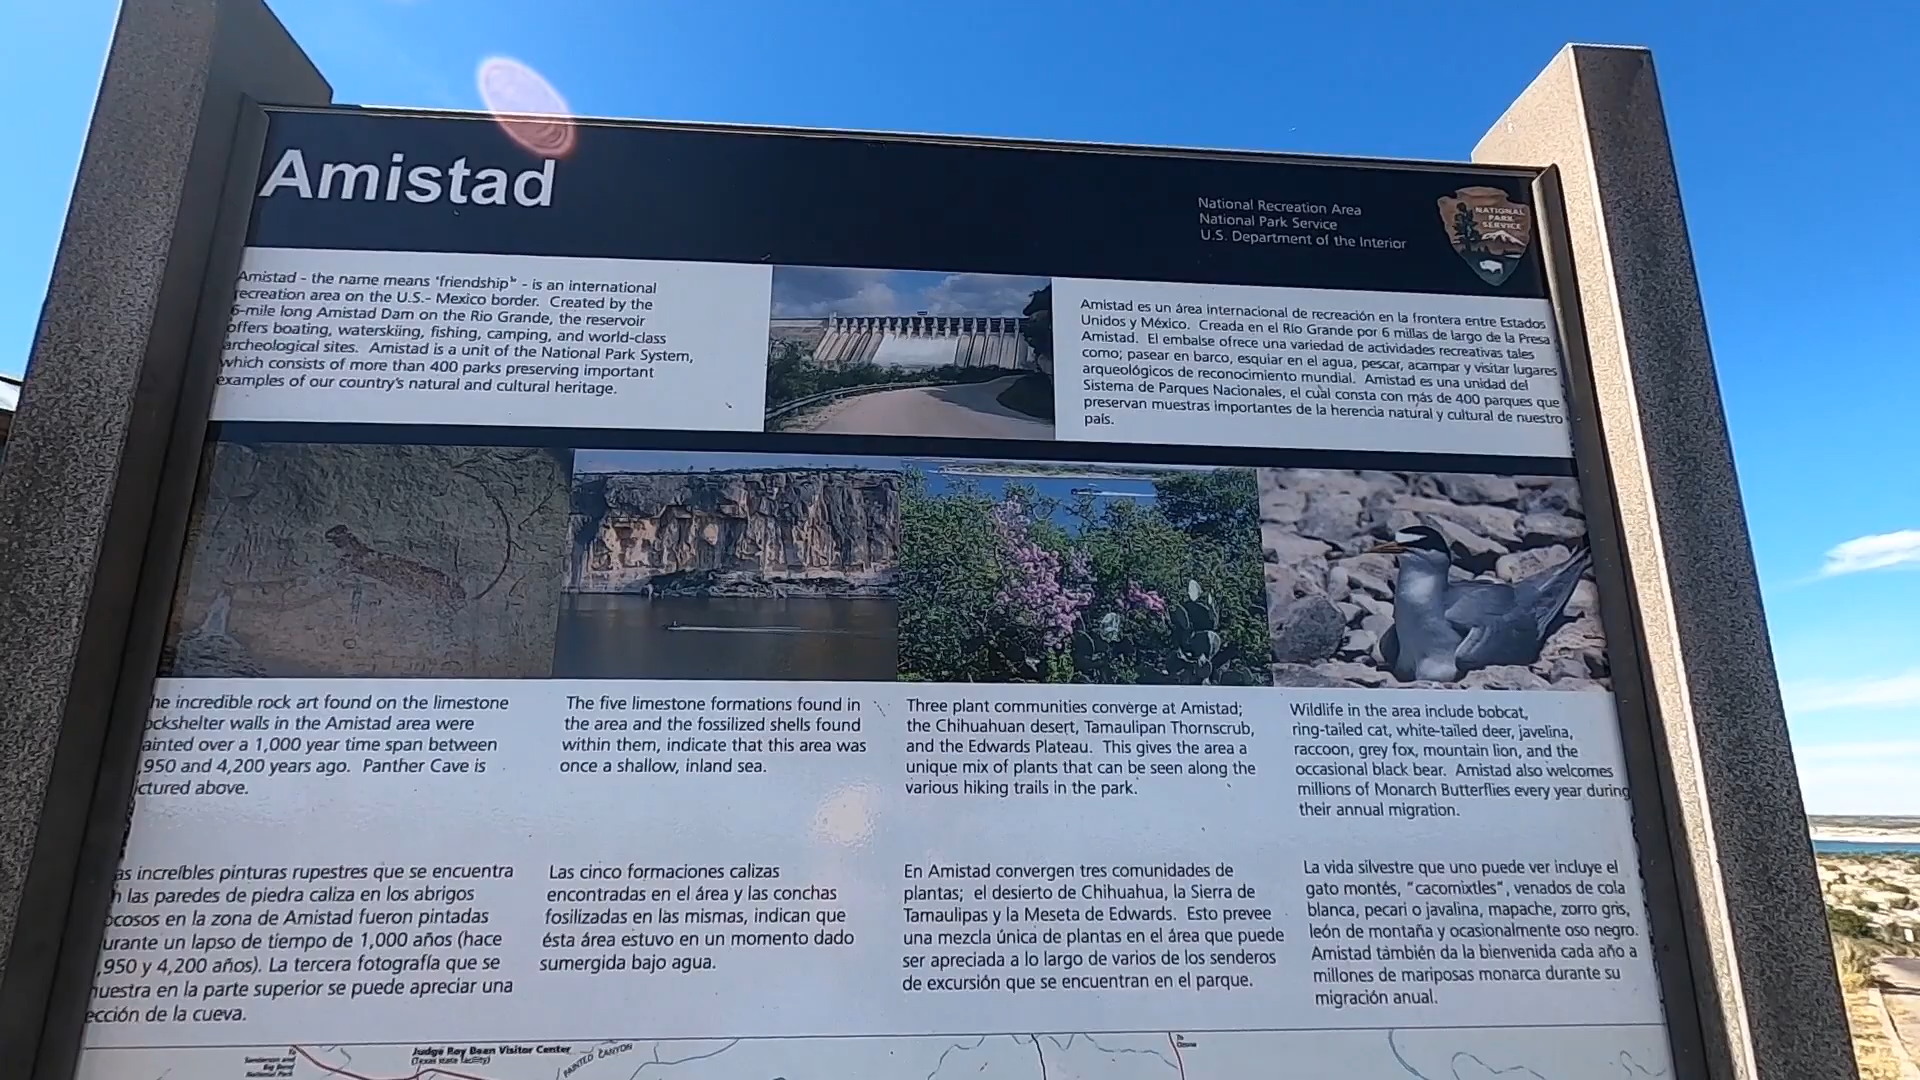 Amistad
National Recreation Area
National Park Service
U.S. Department of the Interior
NATIONAL
PARK
SERVICE
Amistad - the name means "friendship" - is an international
recreation area on the U.S.- Mexico border. Created by the
6-mile long Amistad Dam on the Rio Grande, the reservoir
offers boating, waterskiing, fishing, camping, and world-class
archeological sites. Amistad is a unit of the National Park System,
which consists of more than 400 parks preserving important
examples of our country's natural and cultural heritage.
Amistad es un área internacional de recreación en la frontera entre Estados
Unidos y México. Creada en el Río Grande por 6 millas de largo de la Presa
Amistad. El embalse ofrece una variedad de actividades recreativas tales
como; pasear en barco, esquiar en el agua, pescar, acampar y visitar lugares
arqueológicos de reconocimiento mundial. Amistad es una unidad del
Sistema de Parques Nacionales, el cual consta con más de 400 parques que
preservan muestras importantes de la herencia natural y cultural de nuestro
país.
he incredible rock art found on the limestone
ockshelter walls in the Amistad area were
ainted over a 1,000 year time span between
,950 and 4,200 years ago. Panther Cave is
ictured above.
The five limestone formations found in
the area and the fossilized shells found
within them, indicate that this area was
once a shallow, inland sea.
Three plant communities converge at Amistad;
the Chihuahuan desert, Tamaulipan Thornscrub,
and the Edwards Plateau. This gives the area a
unique mix of plants that can be seen along the
various hiking trails in the park.
Wildlife in the area include bobcat,
ring-tailed cat, white-tailed deer, javelina,
raccoon, grey fox, mountain lion, and the
occasional black bear. Amistad also welcomes
millions of Monarch Butterflies every year during
their annual migration.
as increíbles pinturas rupestres que se encuentra
n las paredes de piedra caliza en los abrigos
ocosos en la zona de Amistad fueron pintadas
urante un lapso de tiempo de 1,000 años (hace
,950 y 4,200 años). La tercera fotografía que se
uestra en la parte superior se puede apreciar una
ección de la cueva.
Las cinco formaciones calizas
encontradas en el área y las conchas
fosilizadas en las mismas, indican que
ésta área estuvo en un momento dado
sumergida bajo agua.
En Amistad convergen tres comunidades de
plantas; el desierto de Chihuahua, la Sierra de
Tamaulipas y la Meseta de Edwards. Esto prevee
una mezcla única de plantas en el área que puede
ser apreciada a lo largo de varios de los senderos
de excursión que se encuentran en el parque.
La vida silvestre que uno puede ver incluye el
gato montés, "cacomixtles", venados de cola
blanca, pecari o javalina, mapache, zorro gris,
león de montaña y ocasionalmente oso negro.
Amistad también da la bienvenida cada año a
millones de mariposas monarca durante su
migración anual.
To
Sanderson and
Big Bend
National Park
Judge Roy Bean Visitor Center
(Texas state facility)
PAINTED CANYON
To
Ozona